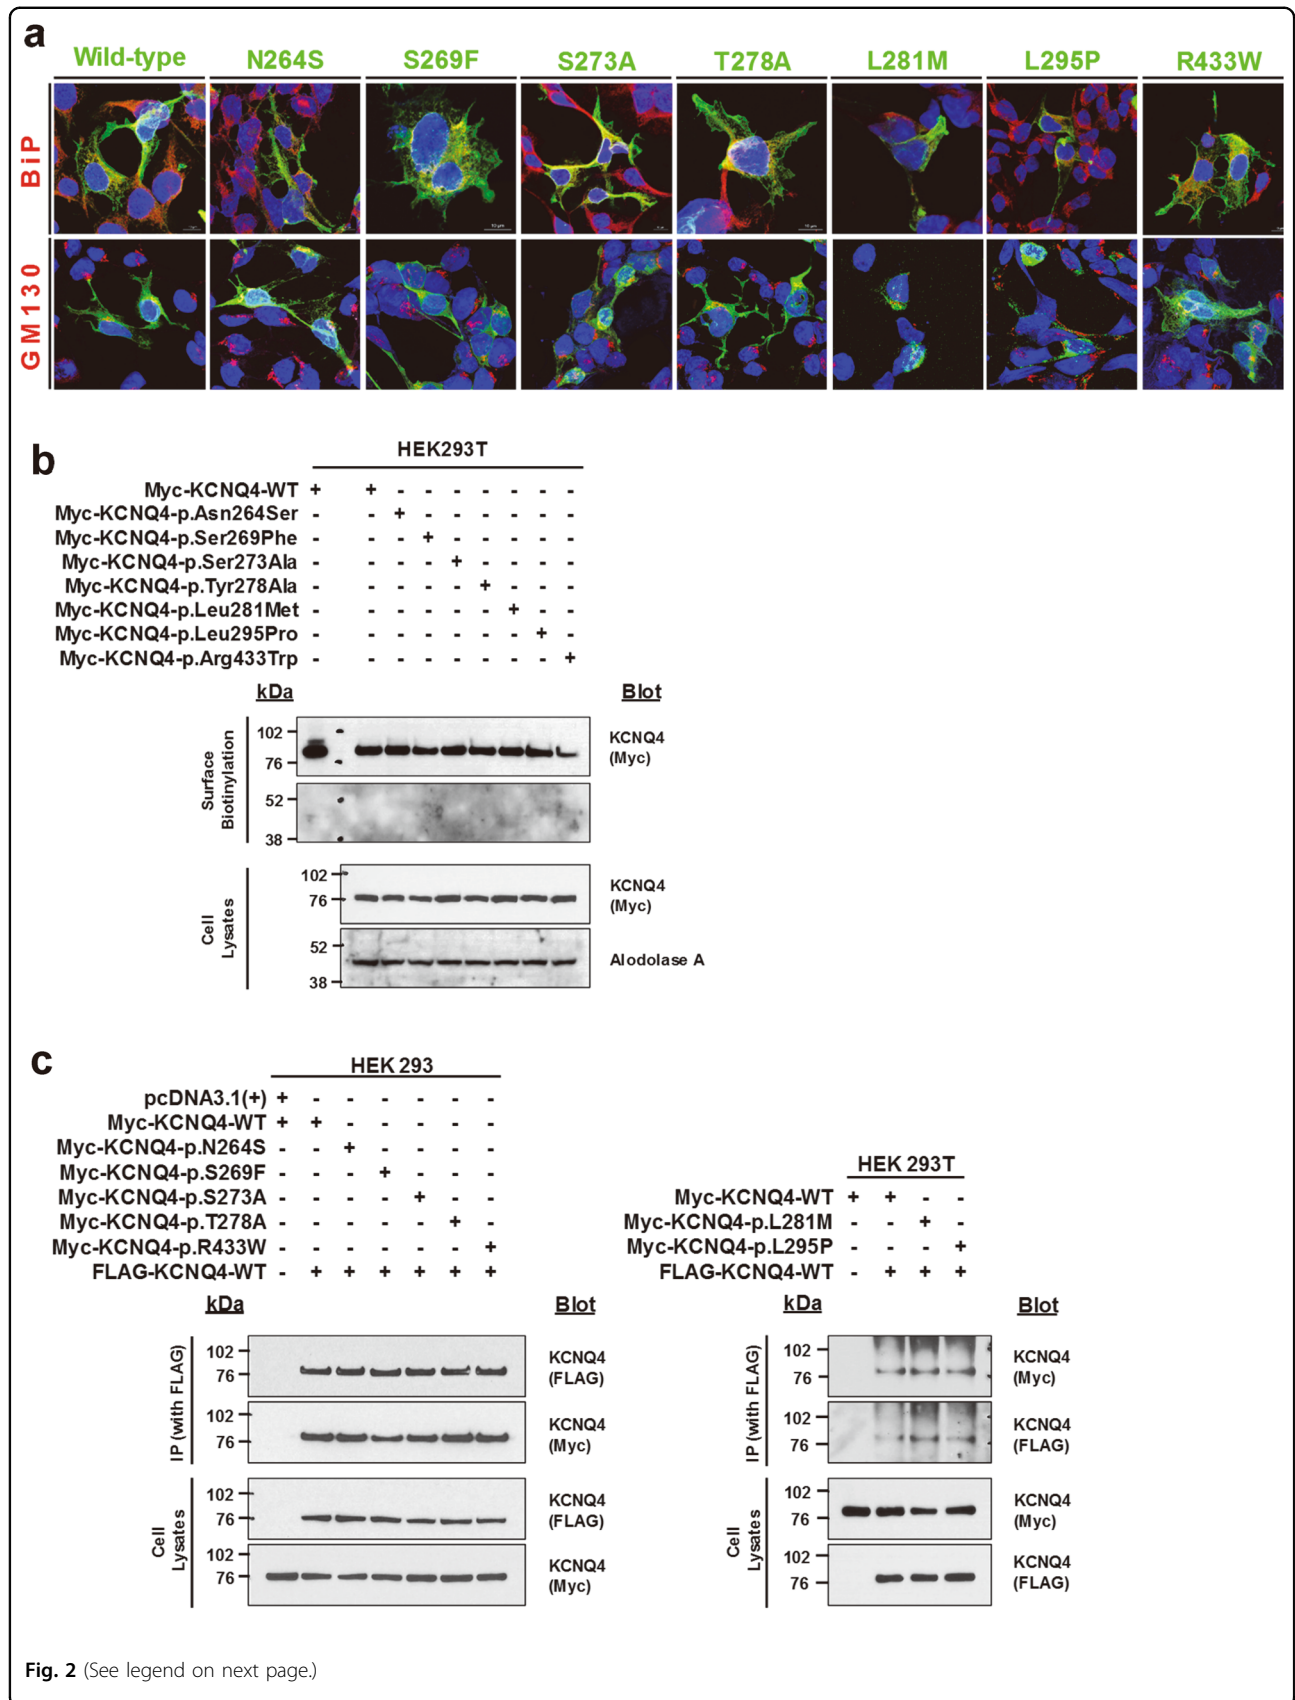 a
Wild-type N264S S269F S273A T278A L281M L295P R433W
BiP
GM130
b
HEK293T
Myc-KCNQ4-WT + + - - - - - - -
Myc-KCNQ4-p.Asn264Ser - - + - - - - - -
Myc-KCNQ4-p.Ser269Phe - - - + - - - - -
Myc-KCNQ4-p.Ser273Ala - - - - + - - - -
Myc-KCNQ4-p.Tyr278Ala - - - - - + - - -
Myc-KCNQ4-p.Leu281Met - - - - - - + - -
Myc-KCNQ4-p.Leu295Pro - - - - - - - + -
Myc-KCNQ4-p.Arg433Trp - - - - - - - - +
kDa Blot
Surface
Biotinylation
102
76
KCNQ4
(Myc)
52
38
Cell
Lysates
102
76
KCNQ4
(Myc)
52
38
Alodolase A
c
HEK 293
pcDNA3.1(+) + - - - - - -
Myc-KCNQ4-WT + + - - - - -
Myc-KCNQ4-p.N264S - - + - - - -
Myc-KCNQ4-p.S269F - - - + - - -
Myc-KCNQ4-p.S273A - - - - + - -
Myc-KCNQ4-p.T278A - - - - - + -
Myc-KCNQ4-p.R433W - - - - - - +
FLAG-KCNQ4-WT - + + + + + +
kDa Blot
IP (with FLAG)
102
76
KCNQ4
(FLAG)
102
76
KCNQ4
(Myc)
Cell
Lysates
102
76
KCNQ4
(FLAG)
102
76
KCNQ4
(Myc)
HEK 293T
Myc-KCNQ4-WT + + - -
Myc-KCNQ4-p.L281M - - + -
Myc-KCNQ4-p.L295P - - - +
FLAG-KCNQ4-WT - + + +
kDa Blot
IP (with FLAG)
102
76
KCNQ4
(Myc)
102
76
KCNQ4
(FLAG)
Cell
Lysates
102
76
KCNQ4
(Myc)
102
76
KCNQ4
(FLAG)
Fig. 2 (See legend on next page.)